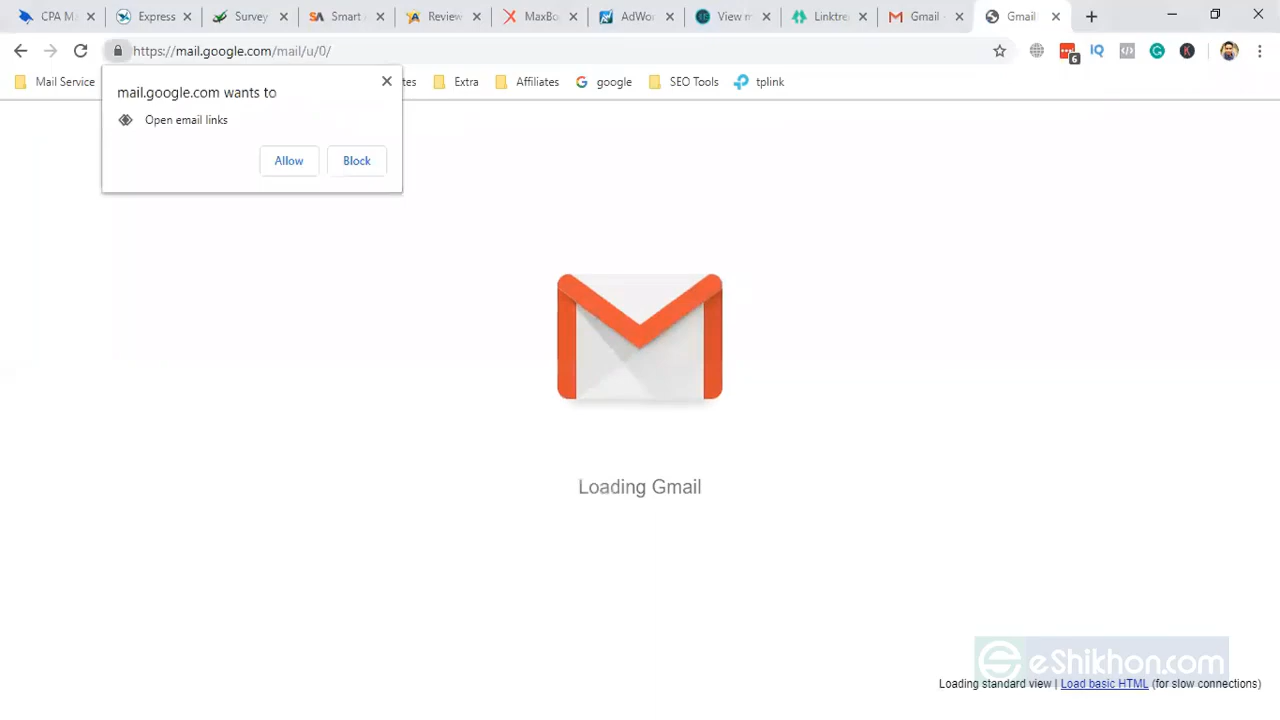 CPA M
Express
Survey
Smart
Review
MaxBo
AdWor
View m
Linktre
Gmail
Gmail
https://mail.google.com/mail/u/0/
6
IQ
K
Mail Service
tes
Extra
Affiliates
google
SEO Tools
tplink
mail.google.com wants to
Open email links
Allow
Block
Loading Gmail
eShikhon.com
Loading standard view | Load basic HTML (for slow connections)